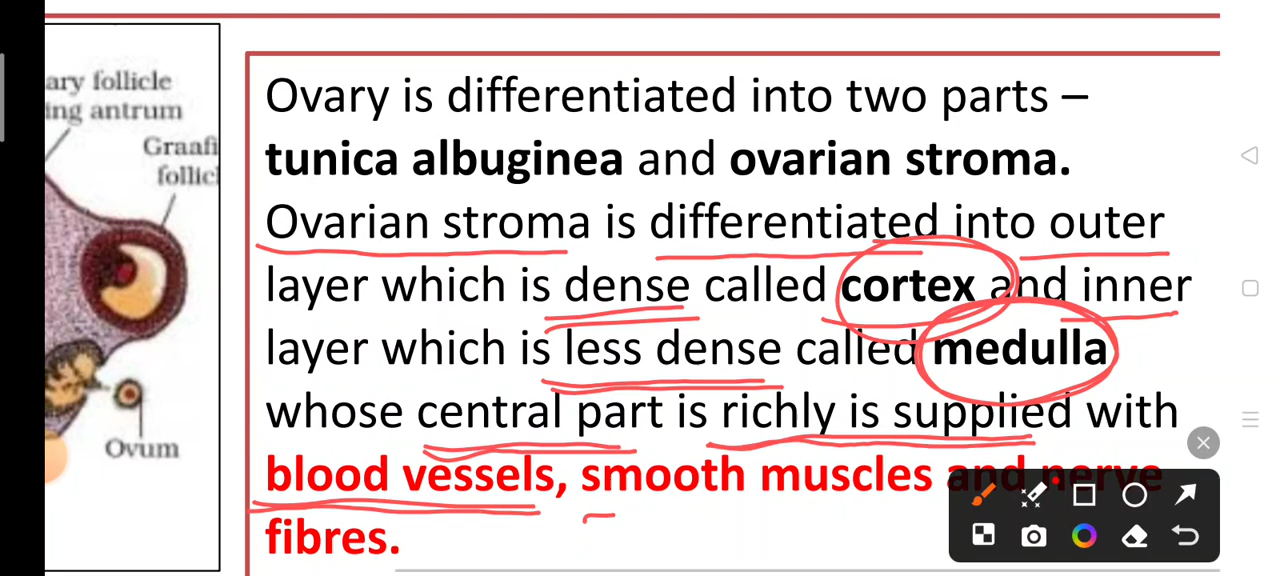 ary follicle
ing antrum
Graafi
follic
Ovum
Ovary is differentiated into two parts –
tunica albuginea and ovarian stroma.
Ovarian stroma is differentiated into outer
layer which is dense called cortex and inner
layer which is less dense called medulla
whose central part is richly is supplied with
blood vessels, smooth muscles and nerve
fibres.